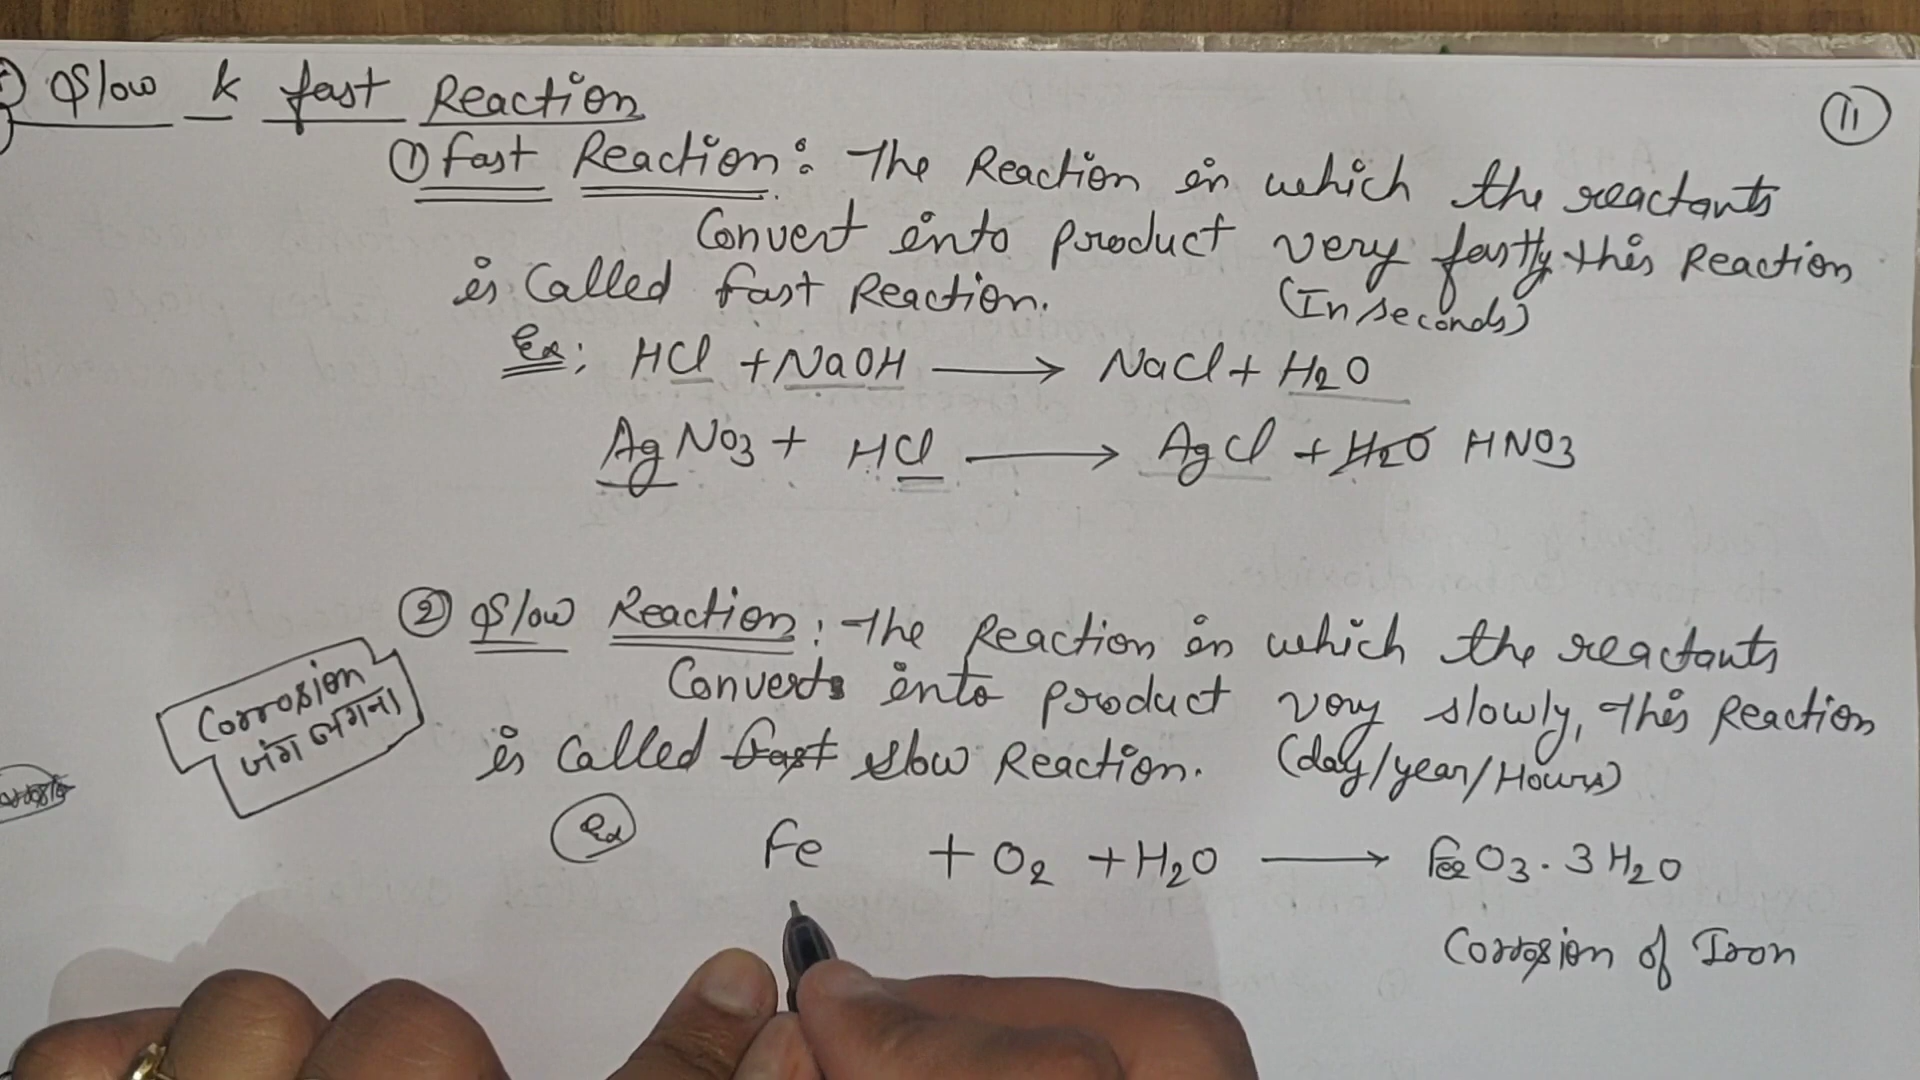 Slow & fast Reaction
11
① Fast Reaction: The Reaction in which the reactants
Convert into product very fastly, this Reaction
is Called fast Reaction. (In seconds)
Ex: HCl + NaOH ⟶ NaCl + H2O
AgNO3 + HCl ⟶ AgCl + H2O HNO3
② Slow Reaction: The Reaction in which the reactants
Converts into product very slowly, this Reaction
is Called fast slow Reaction. (day/year/Hours)
Corrosion
जंग लगना
Ex Fe + O2 + H2O ⟶ Fe2O3 . 3H2O
Corrosion of Iron